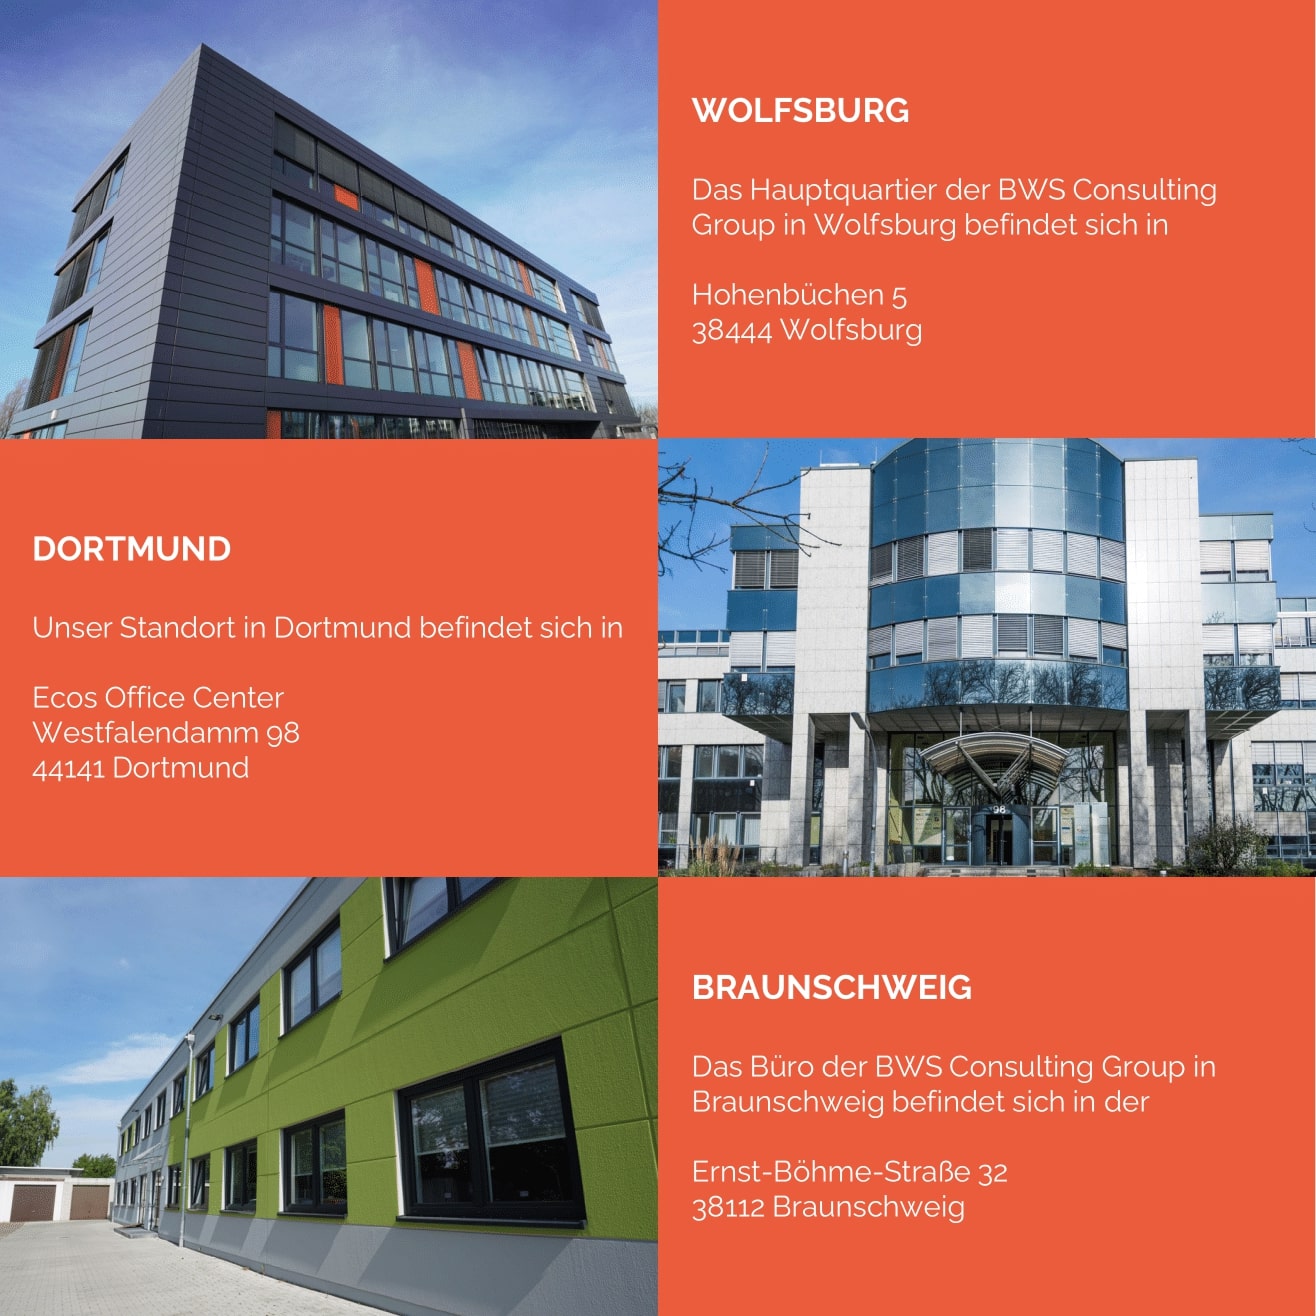 WOLFSBURG
Das Hauptquartier der BWS Consulting
Group in Wolfsburg befindet sich in
Hohenbüchen 5
38444 Wolfsburg
DORTMUND
Unser Standort in Dortmund befindet sich in
Ecos Office Center
Westfalendamm 98
44141 Dortmund
98
BRAUNSCHWEIG
Das Büro der BWS Consulting Group in
Braunschweig befindet sich in der
Ernst-Böhme-Straße 32
38112 Braunschweig